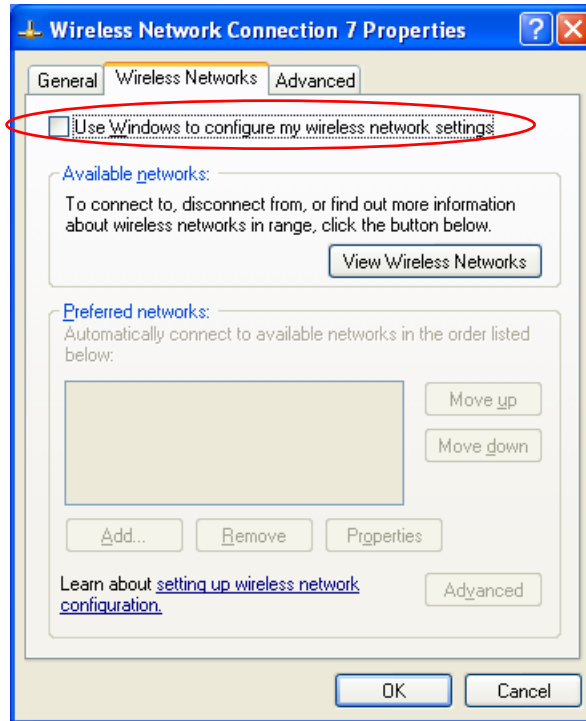 Wireless Network Connection 7 Properties
General
Wireless Networks
Advanced
Use Windows to configure my wireless network settings
Available networks:
To connect to, disconnect from, or find out more information
about wireless networks in range, click the button below.
View Wireless Networks
Preferred networks:
Automatically connect to available networks in the order listed
below:
Move up
Move down
Add...
Remove
Properties
Learn about setting up wireless network
configuration.
Advanced
OK
Cancel